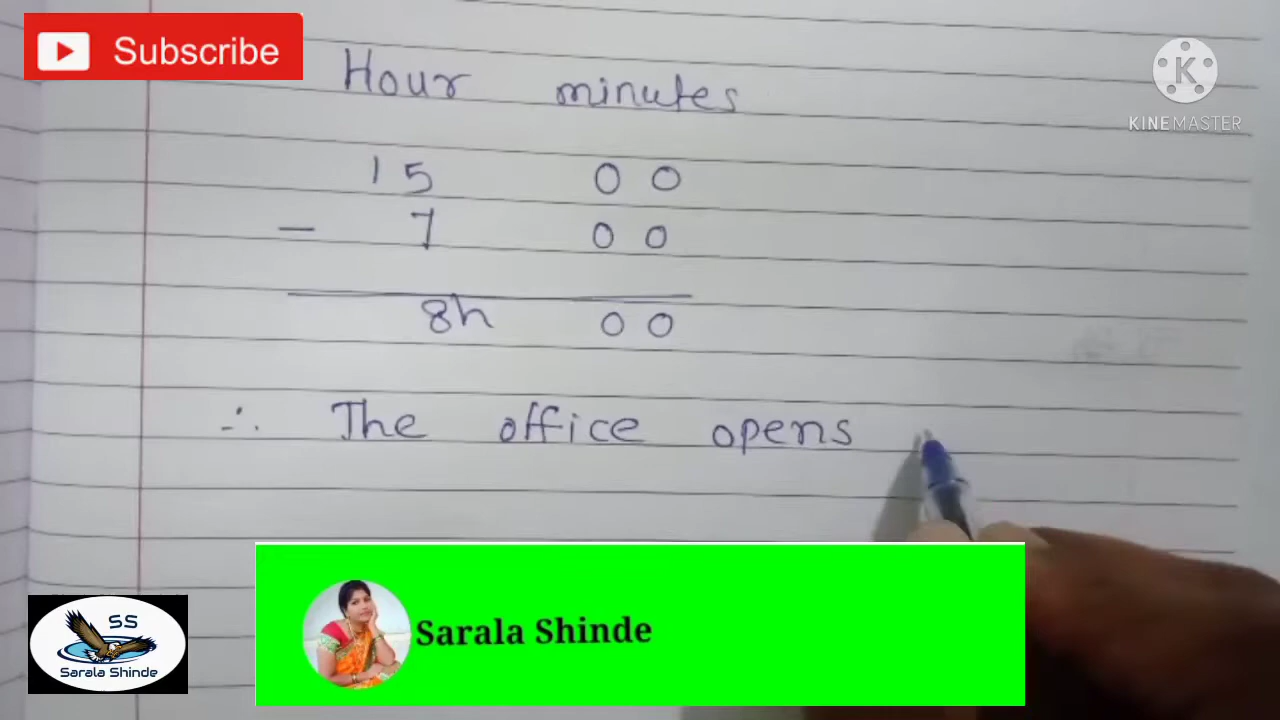 Subscribe
K
KINEMASTER
Hour minutes
15 00
- 7 00
8h 00
∴ The office opens
Sarala Shinde
SS
Sarala Shinde